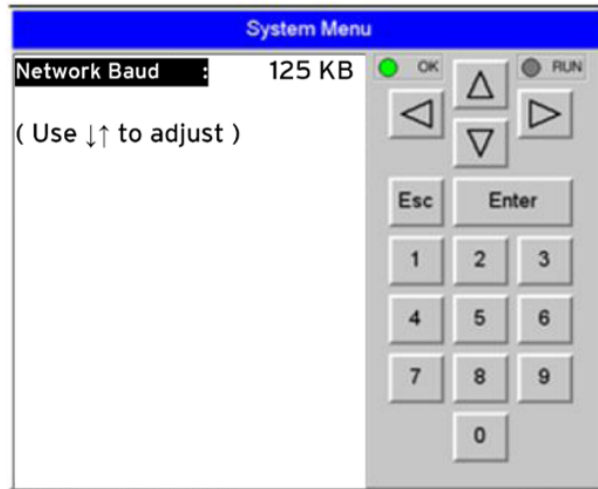 System Menu
Network Baud : 125 KB
( Use ↓↑ to adjust )
OK
RUN
Esc
Enter
1 2 3
4 5 6
7 8 9
0